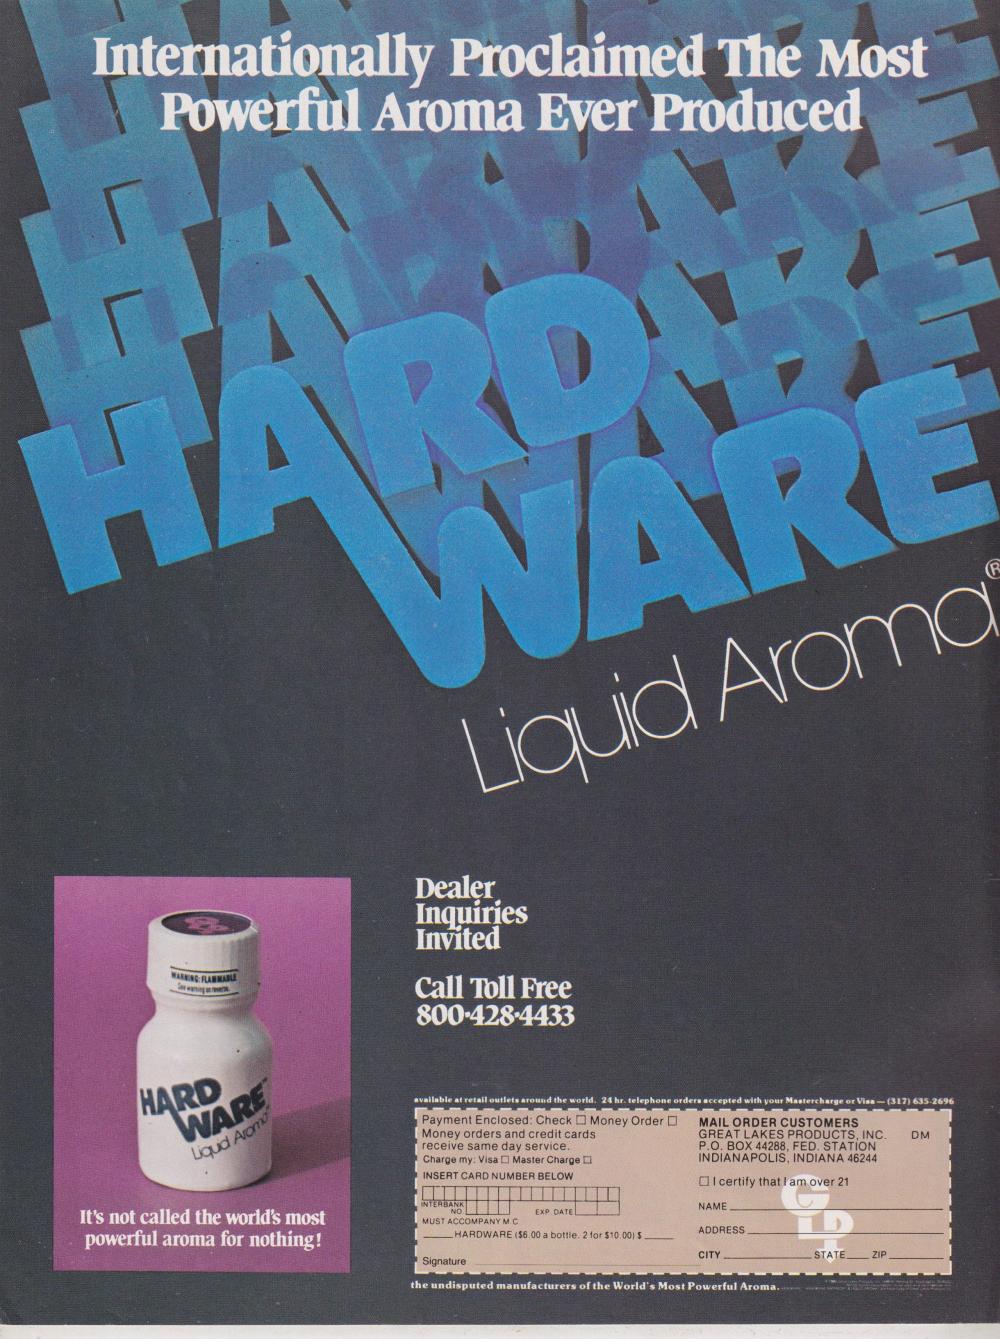 Internationally Proclaimed The Most
Powerful Aroma Ever Produced
HARD
WARE
Liquid Aroma®
WARNING: FLAMMABLE
See warning on reverse.
HARD
WARE™
Liquid Aroma
It's not called the world's most
powerful aroma for nothing!
Dealer
Inquiries
Invited
Call Toll Free
800·428·4433
available at retail outlets around the world. 24 hr. telephone orders accepted with your Mastercharge or Visa — (317) 635-2696
Payment Enclosed: Check ☐ Money Order ☐
Money orders and credit cards
receive same day service.
Charge my: Visa ☐ Master Charge ☐
INSERT CARD NUMBER BELOW
INTERBANK
NO. EXP. DATE
MUST ACCOMPANY M.C.
HARDWARE ($6.00 a bottle. 2 for $10.00) $
Signature
MAIL ORDER CUSTOMERS
GREAT LAKES PRODUCTS, INC. DM
P.O. BOX 44288, FED. STATION
INDIANAPOLIS, INDIANA 46244
☐ I certify that I am over 21
GLP
NAME
ADDRESS
CITY STATE ZIP
the undisputed manufacturers of the World's Most Powerful Aroma.